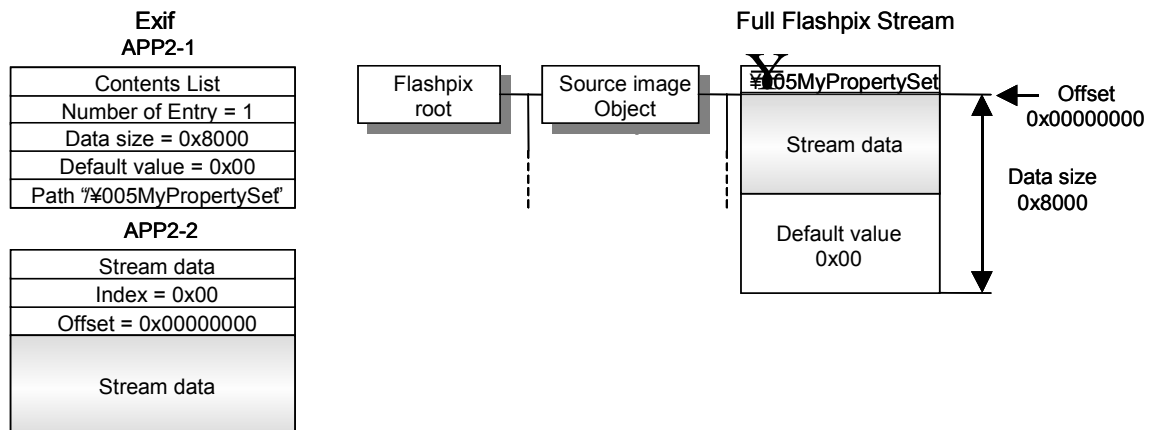 Exif
APP2-1
Contents List
Number of Entry = 1
Data size = 0x8000
Default value = 0x00
Path “/¥005MyPropertySet”
APP2-2
Stream data
Index = 0x00
Offset = 0x00000000
Stream data
Flashpix
root
Source image
Object
Full Flashpix Stream
¥005MyPropertySet
Stream data
Default value
0x00
Offset
0x00000000
Data size
0x8000